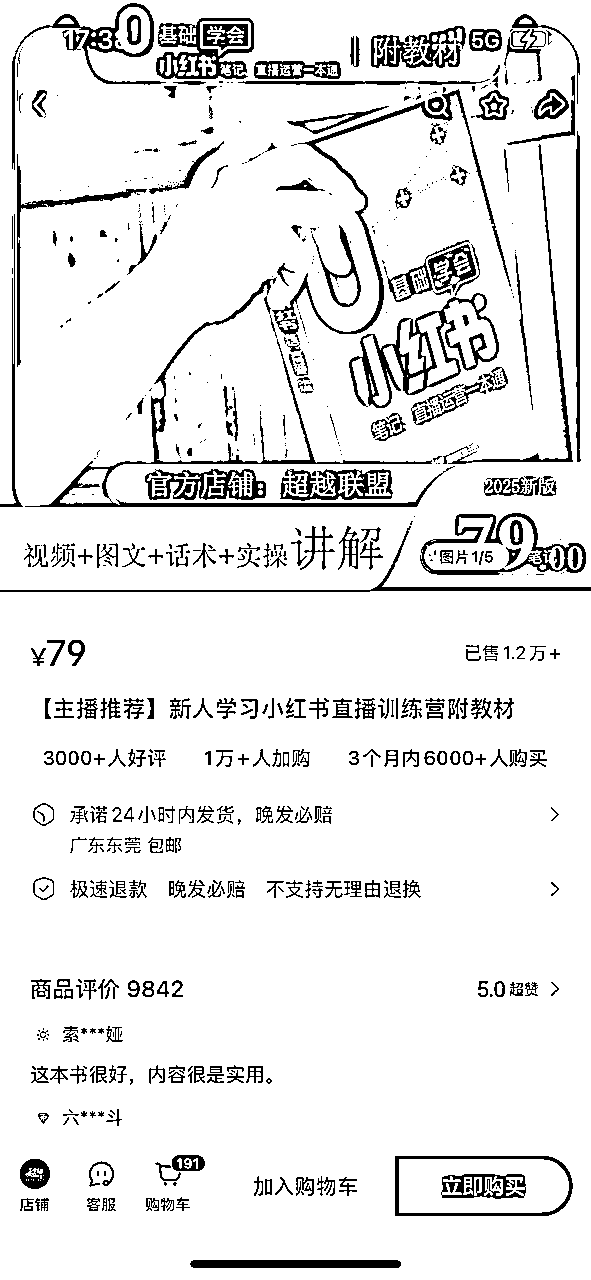 17:3
0基础学会
小红书笔记、直播运营一本通
附教材
5G
0基础学会
小红书
笔记、直播运营一本通
官方店铺：超越联盟
2025新版
视频+图文+话术+实操讲解
79.00
图片1/5
笔记
¥79
已售1.2万+
【主播推荐】新人学习小红书直播训练营附教材
3000+人好评 1万+人加购 3个月内6000+人购买
承诺24小时内发货，晚发必赔
广东东莞 包邮
极速退款 晚发必赔 不支持无理由退换
商品评价 9842
5.0 超赞
索***娅
这本书很好，内容很是实用。
六***斗
191
店铺 客服 购物车 加入购物车 立即购买